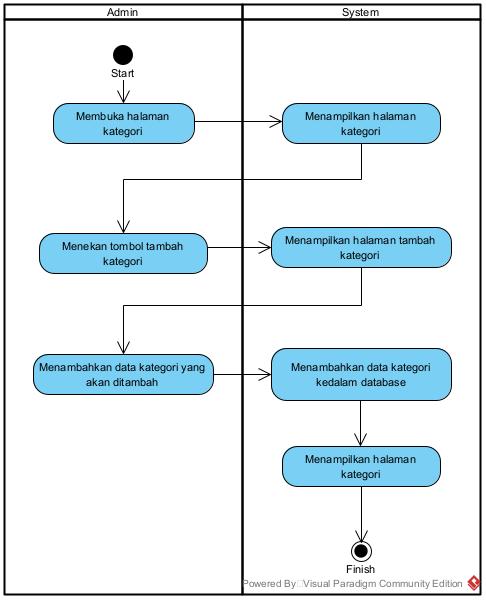 Admin
System
Start
Membuka halaman
kategori
Menampilkan halaman
kategori
Menekan tombol tambah
kategori
Menampilkan halaman tambah
kategori
Menambahkan data kategori yang
akan ditambah
Menambahkan data kategori
kedalam database
Menampilkan halaman
kategori
Finish
Powered By Visual Paradigm Community Edition